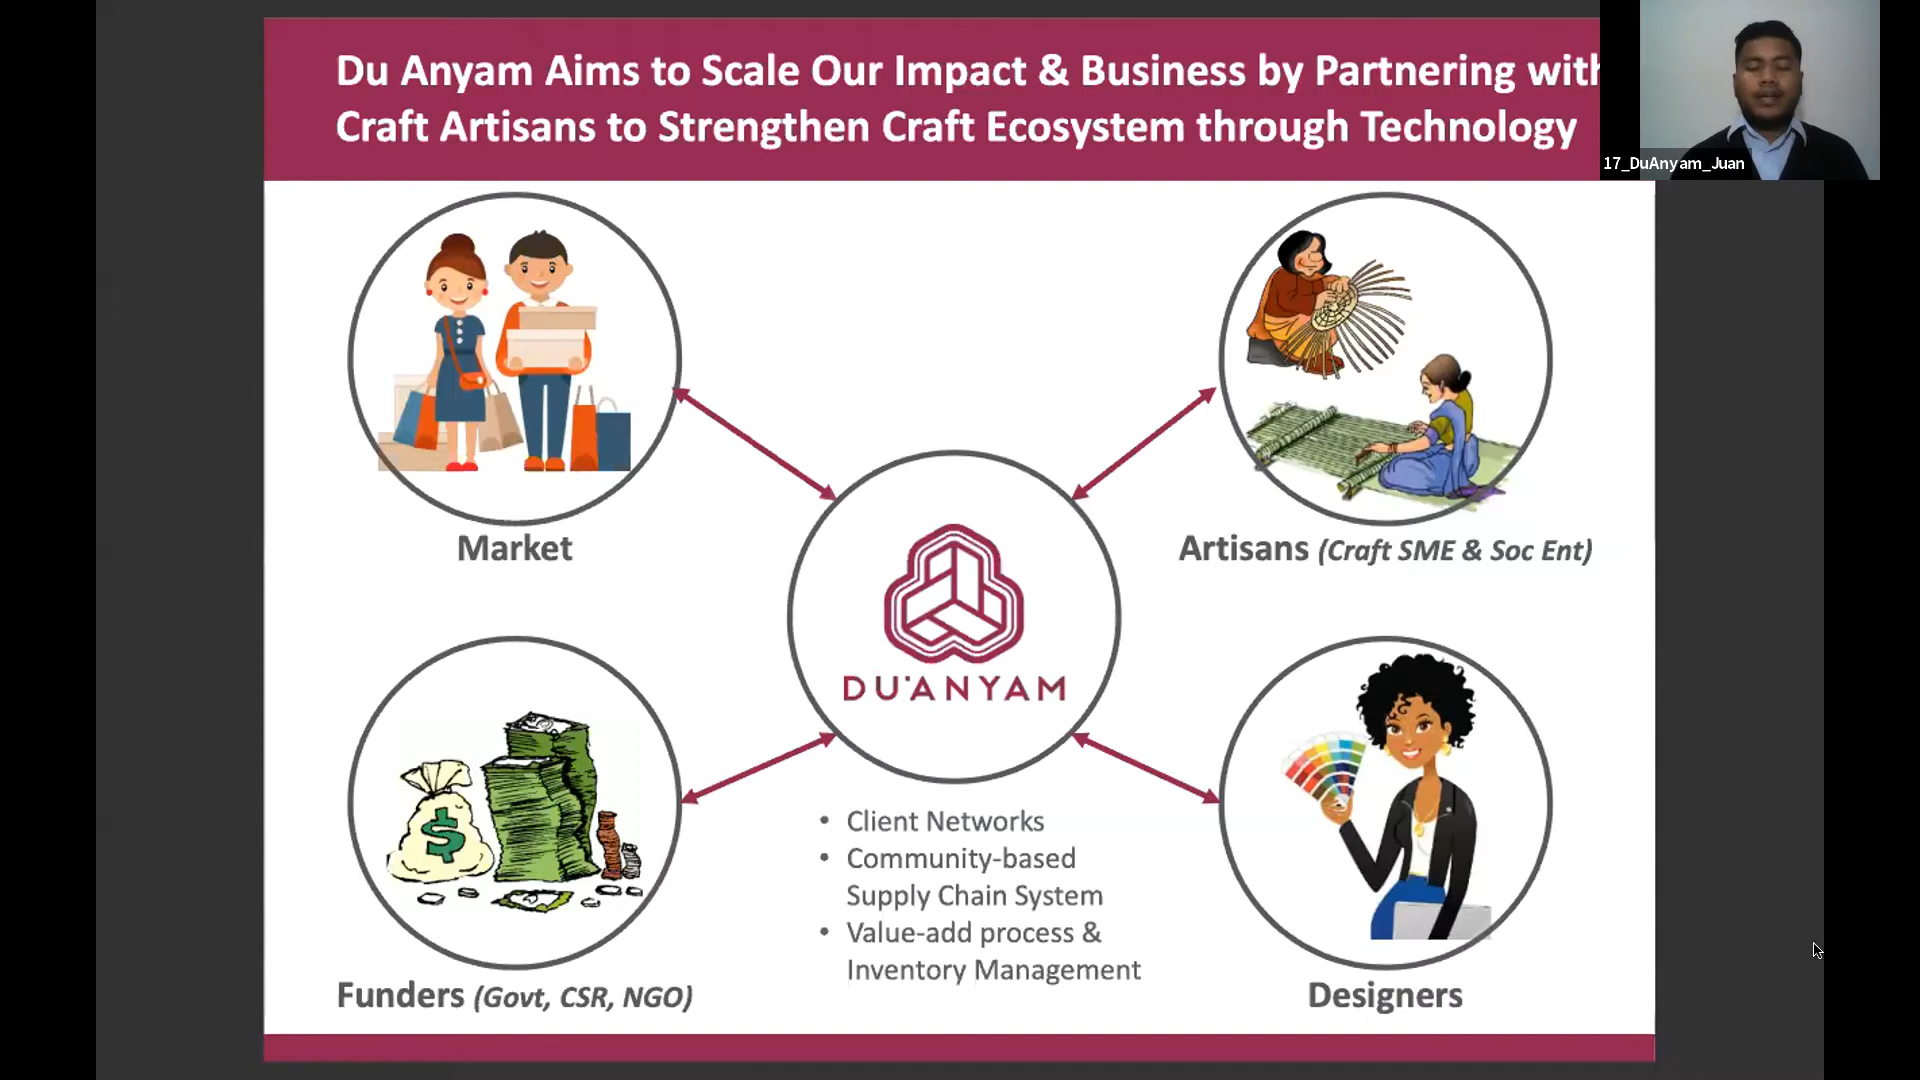 Du Anyam Aims to Scale Our Impact & Business by Partnering with
Craft Artisans to Strengthen Craft Ecosystem through Technology
17_DuAnyam_Juan
Market
Artisans (Craft SME & Soc Ent)
DU'ANYAM
• Client Networks
• Community-based
Supply Chain System
• Value-add process &
Inventory Management
Funders (Govt, CSR, NGO)
Designers